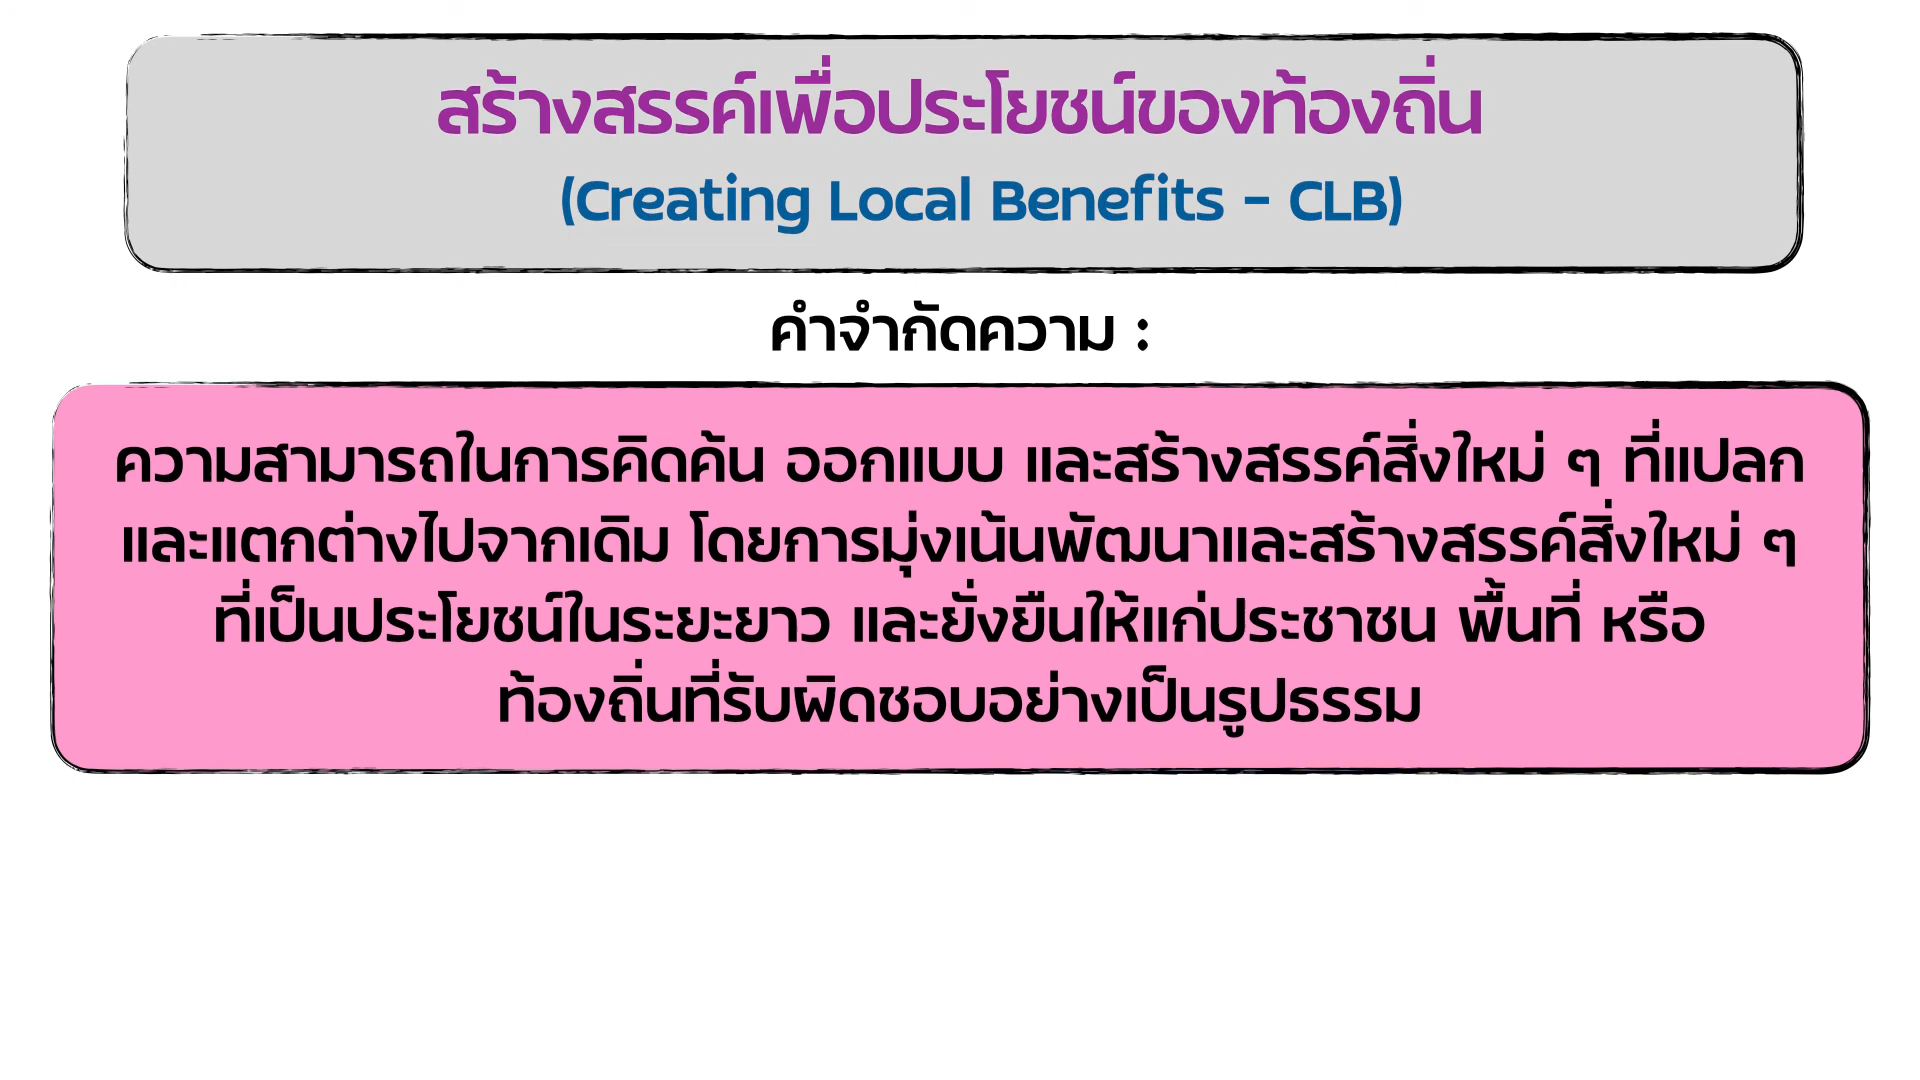 สร้างสรรค์เพื่อประโยชน์ของท้องถิ่น
(Creating Local Benefits - CLB)
คำจำกัดความ :
ความสามารถในการคิดค้น ออกแบบ และสร้างสรรค์สิ่งใหม่ ๆ ที่แปลก
และแตกต่างไปจากเดิม โดยการมุ่งเน้นพัฒนาและสร้างสรรค์สิ่งใหม่ ๆ
ที่เป็นประโยชน์ในระยะยาว และยั่งยืนให้แก่ประชาชน พื้นที่ หรือ
ท้องถิ่นที่รับผิดชอบอย่างเป็นรูปธรรม